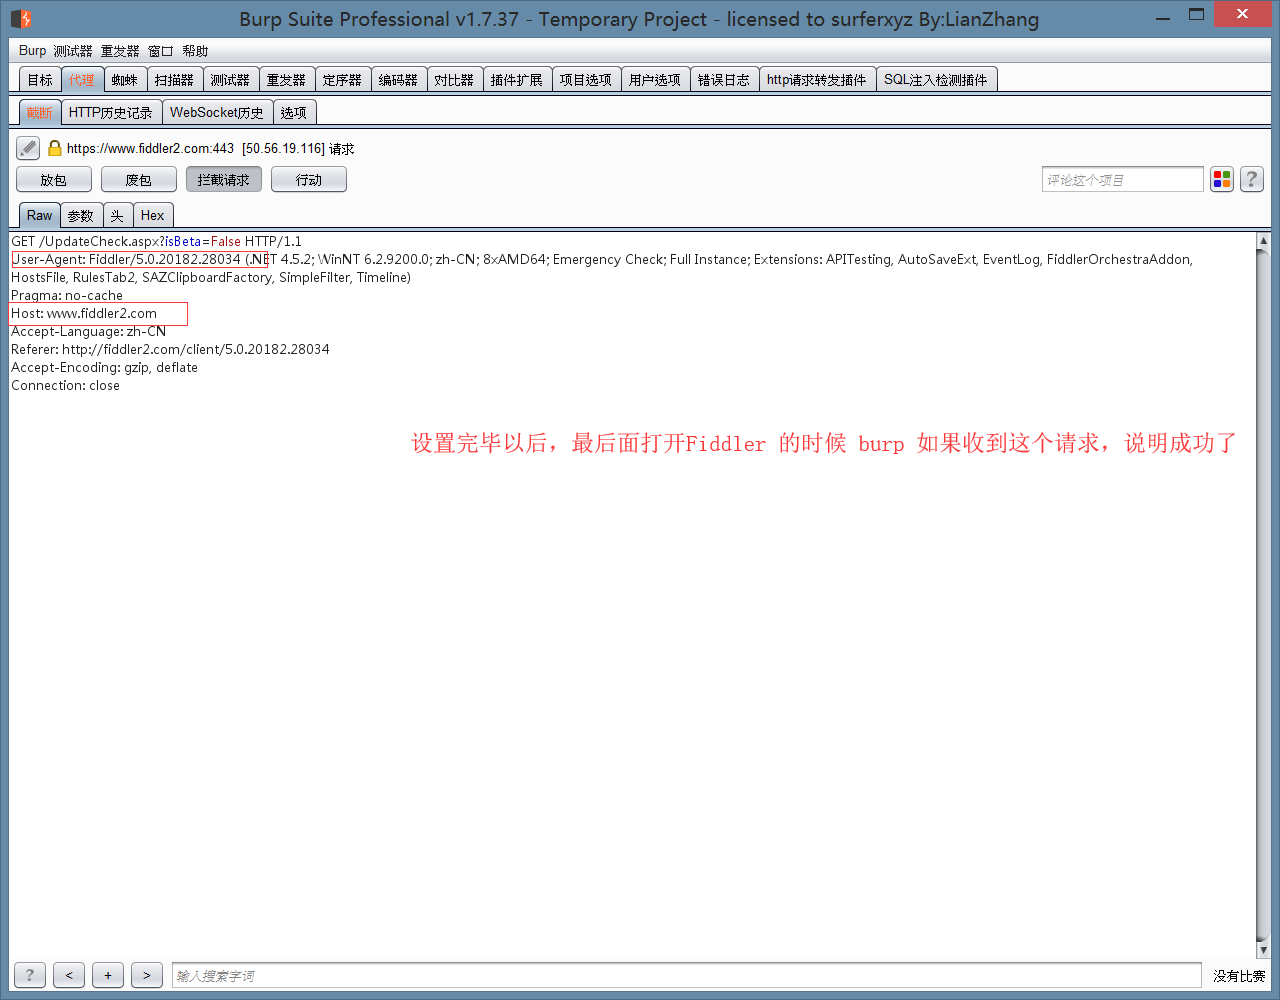 Burp Suite Professional v1.7.37 - Temporary Project - licensed to surferxyz By:LianZhang
Burp 测试器 重发器 窗口 帮助
目标 代理 蜘蛛 扫描器 测试器 重发器 定序器 编码器 对比器 插件扩展 项目选项 用户选项 错误日志 http请求转发插件 SQL注入检测插件
截断 HTTP历史记录 WebSocket历史 选项
https://www.fiddler2.com:443 [50.56.19.116] 请求
放包 废包 拦截请求 行动 评论这个项目 ?
Raw 参数 头 Hex
GET /UpdateCheck.aspx?isBeta=False HTTP/1.1
User-Agent: Fiddler/5.0.20182.28034 (.NET 4.5.2; WinNT 6.2.9200.0; zh-CN; 8xAMD64; Emergency Check; Full Instance; Extensions: APITesting, AutoSaveExt, EventLog, FiddlerOrchestraAddon,
HostsFile, RulesTab2, SAZClipboardFactory, SimpleFilter, Timeline)
Pragma: no-cache
Host: www.fiddler2.com
Accept-Language: zh-CN
Referer: http://fiddler2.com/client/5.0.20182.28034
Accept-Encoding: gzip, deflate
Connection: close
设置完毕以后，最后面打开Fiddler 的时候 burp 如果收到这个请求，说明成功了
? < + > 输入搜索字词 没有比赛